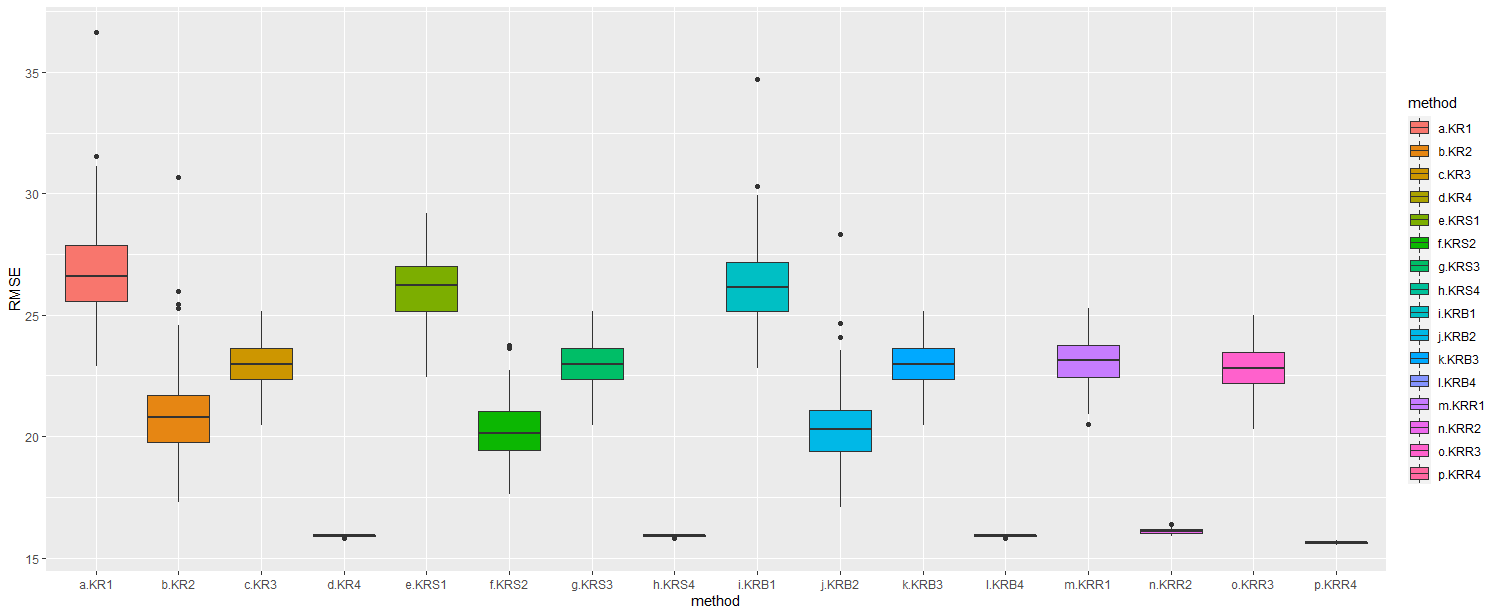 RMSE
35
30
25
20
15
a.KR1 b.KR2 c.KR3 d.KR4 e.KRS1 f.KRS2 g.KRS3 h.KRS4 i.KRB1 j.KRB2 k.KRB3 l.KRB4 m.KRR1 n.KRR2 o.KRR3 p.KRR4
method
method
a.KR1
b.KR2
c.KR3
d.KR4
e.KRS1
f.KRS2
g.KRS3
h.KRS4
i.KRB1
j.KRB2
k.KRB3
l.KRB4
m.KRR1
n.KRR2
o.KRR3
p.KRR4